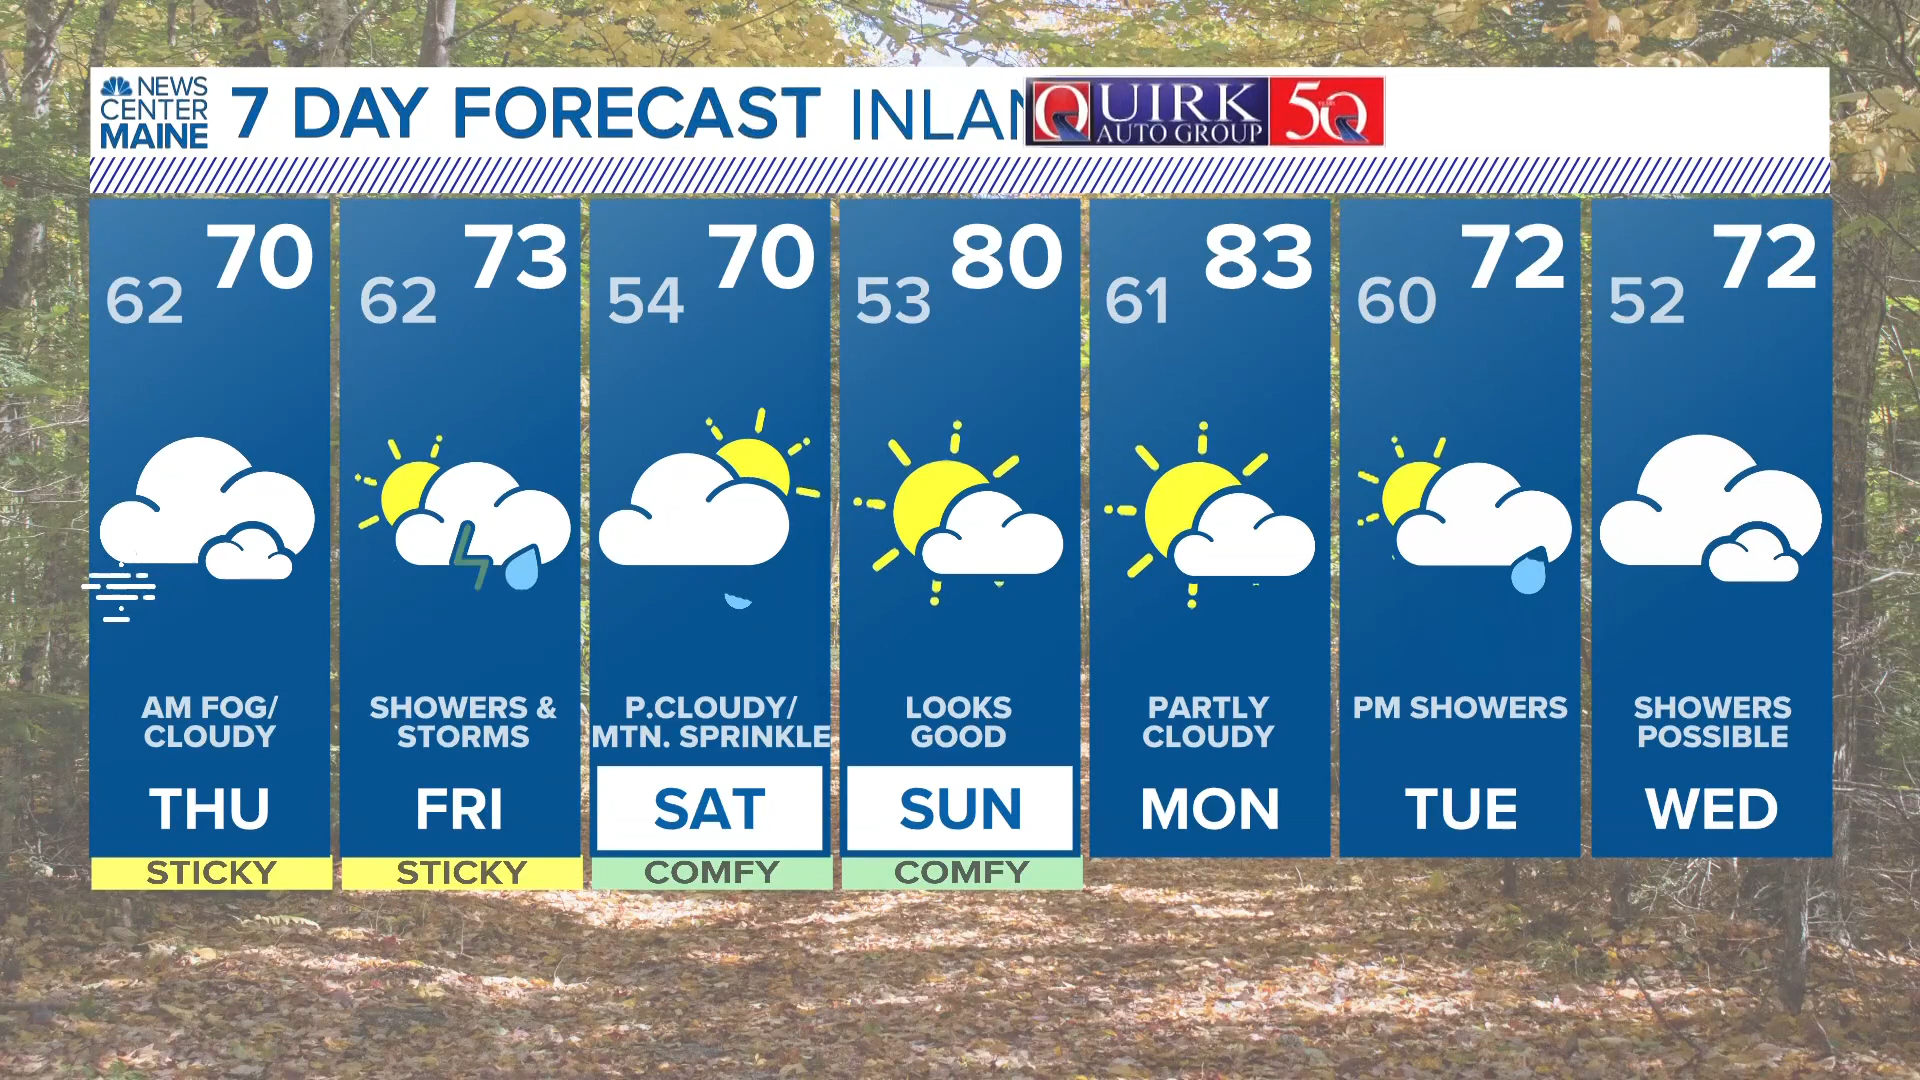 NEWS
CENTER
MAINE
7 DAY FORECAST INLAN
QUIRK
AUTO GROUP
50
YEARS
62 70
62 73
54 70
53 80
61 83
60 72
52 72
AM FOG/
CLOUDY
SHOWERS &
STORMS
P.CLOUDY/
MTN. SPRINKLE
LOOKS
GOOD
PARTLY
CLOUDY
PM SHOWERS
SHOWERS
POSSIBLE
THU
FRI
SAT
SUN
MON
TUE
WED
STICKY
STICKY
COMFY
COMFY